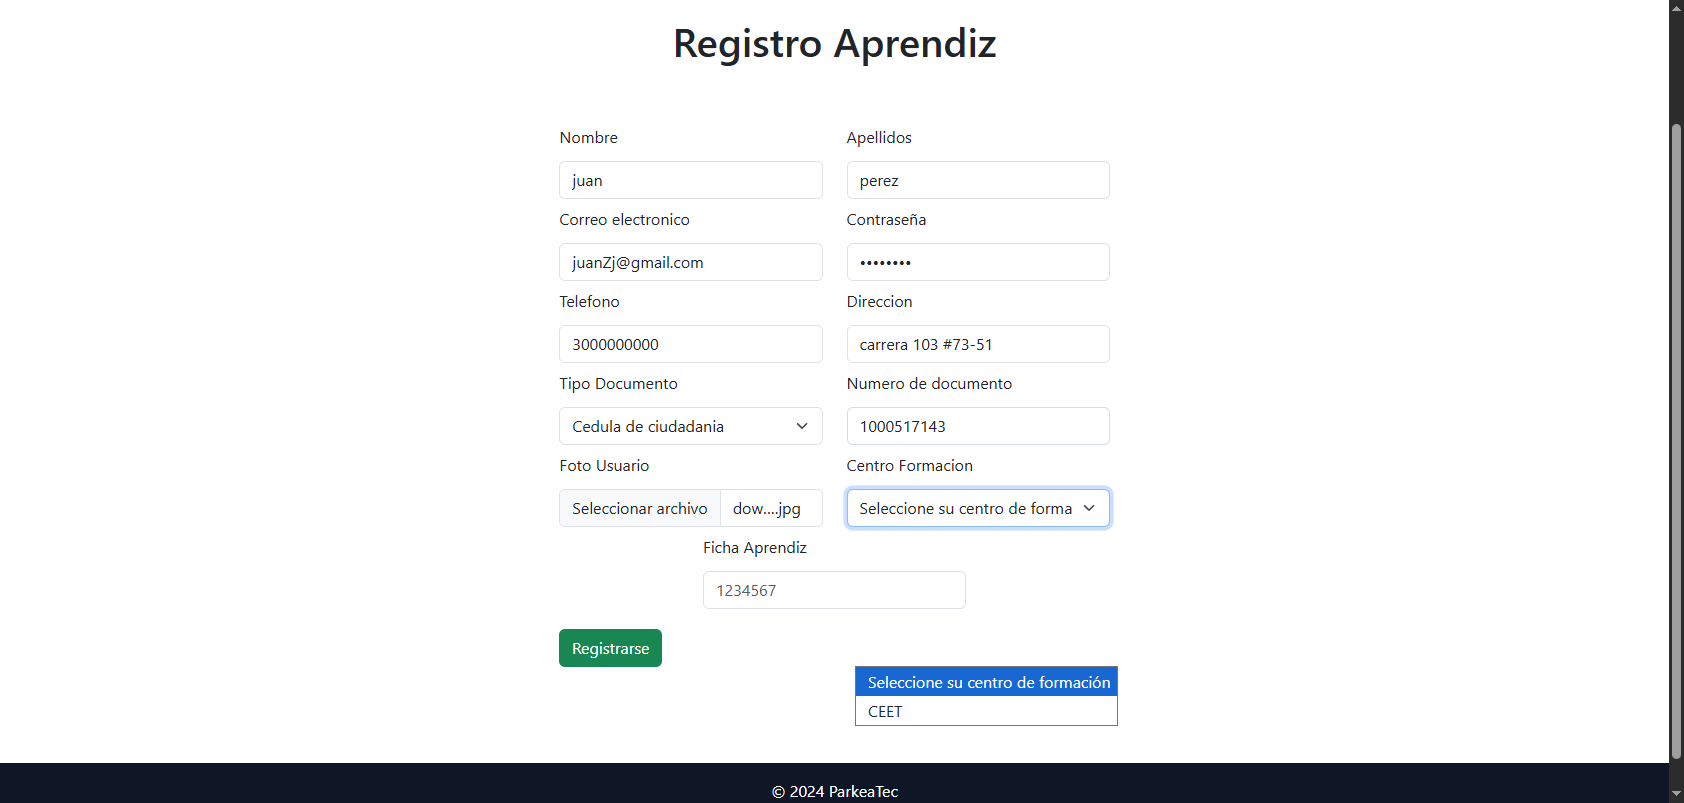 Registro Aprendiz
Nombre
Apellidos
juan
perez
Correo electronico
Contraseña
juanZj@gmail.com
••••••••
Telefono
Direccion
3000000000
carrera 103 #73-51
Tipo Documento
Numero de documento
Cedula de ciudadania
1000517143
Foto Usuario
Centro Formacion
Seleccionar archivo dow....jpg
Seleccione su centro de forma
Ficha Aprendiz
1234567
Registrarse
Seleccione su centro de formación
CEET
© 2024 ParkeaTec